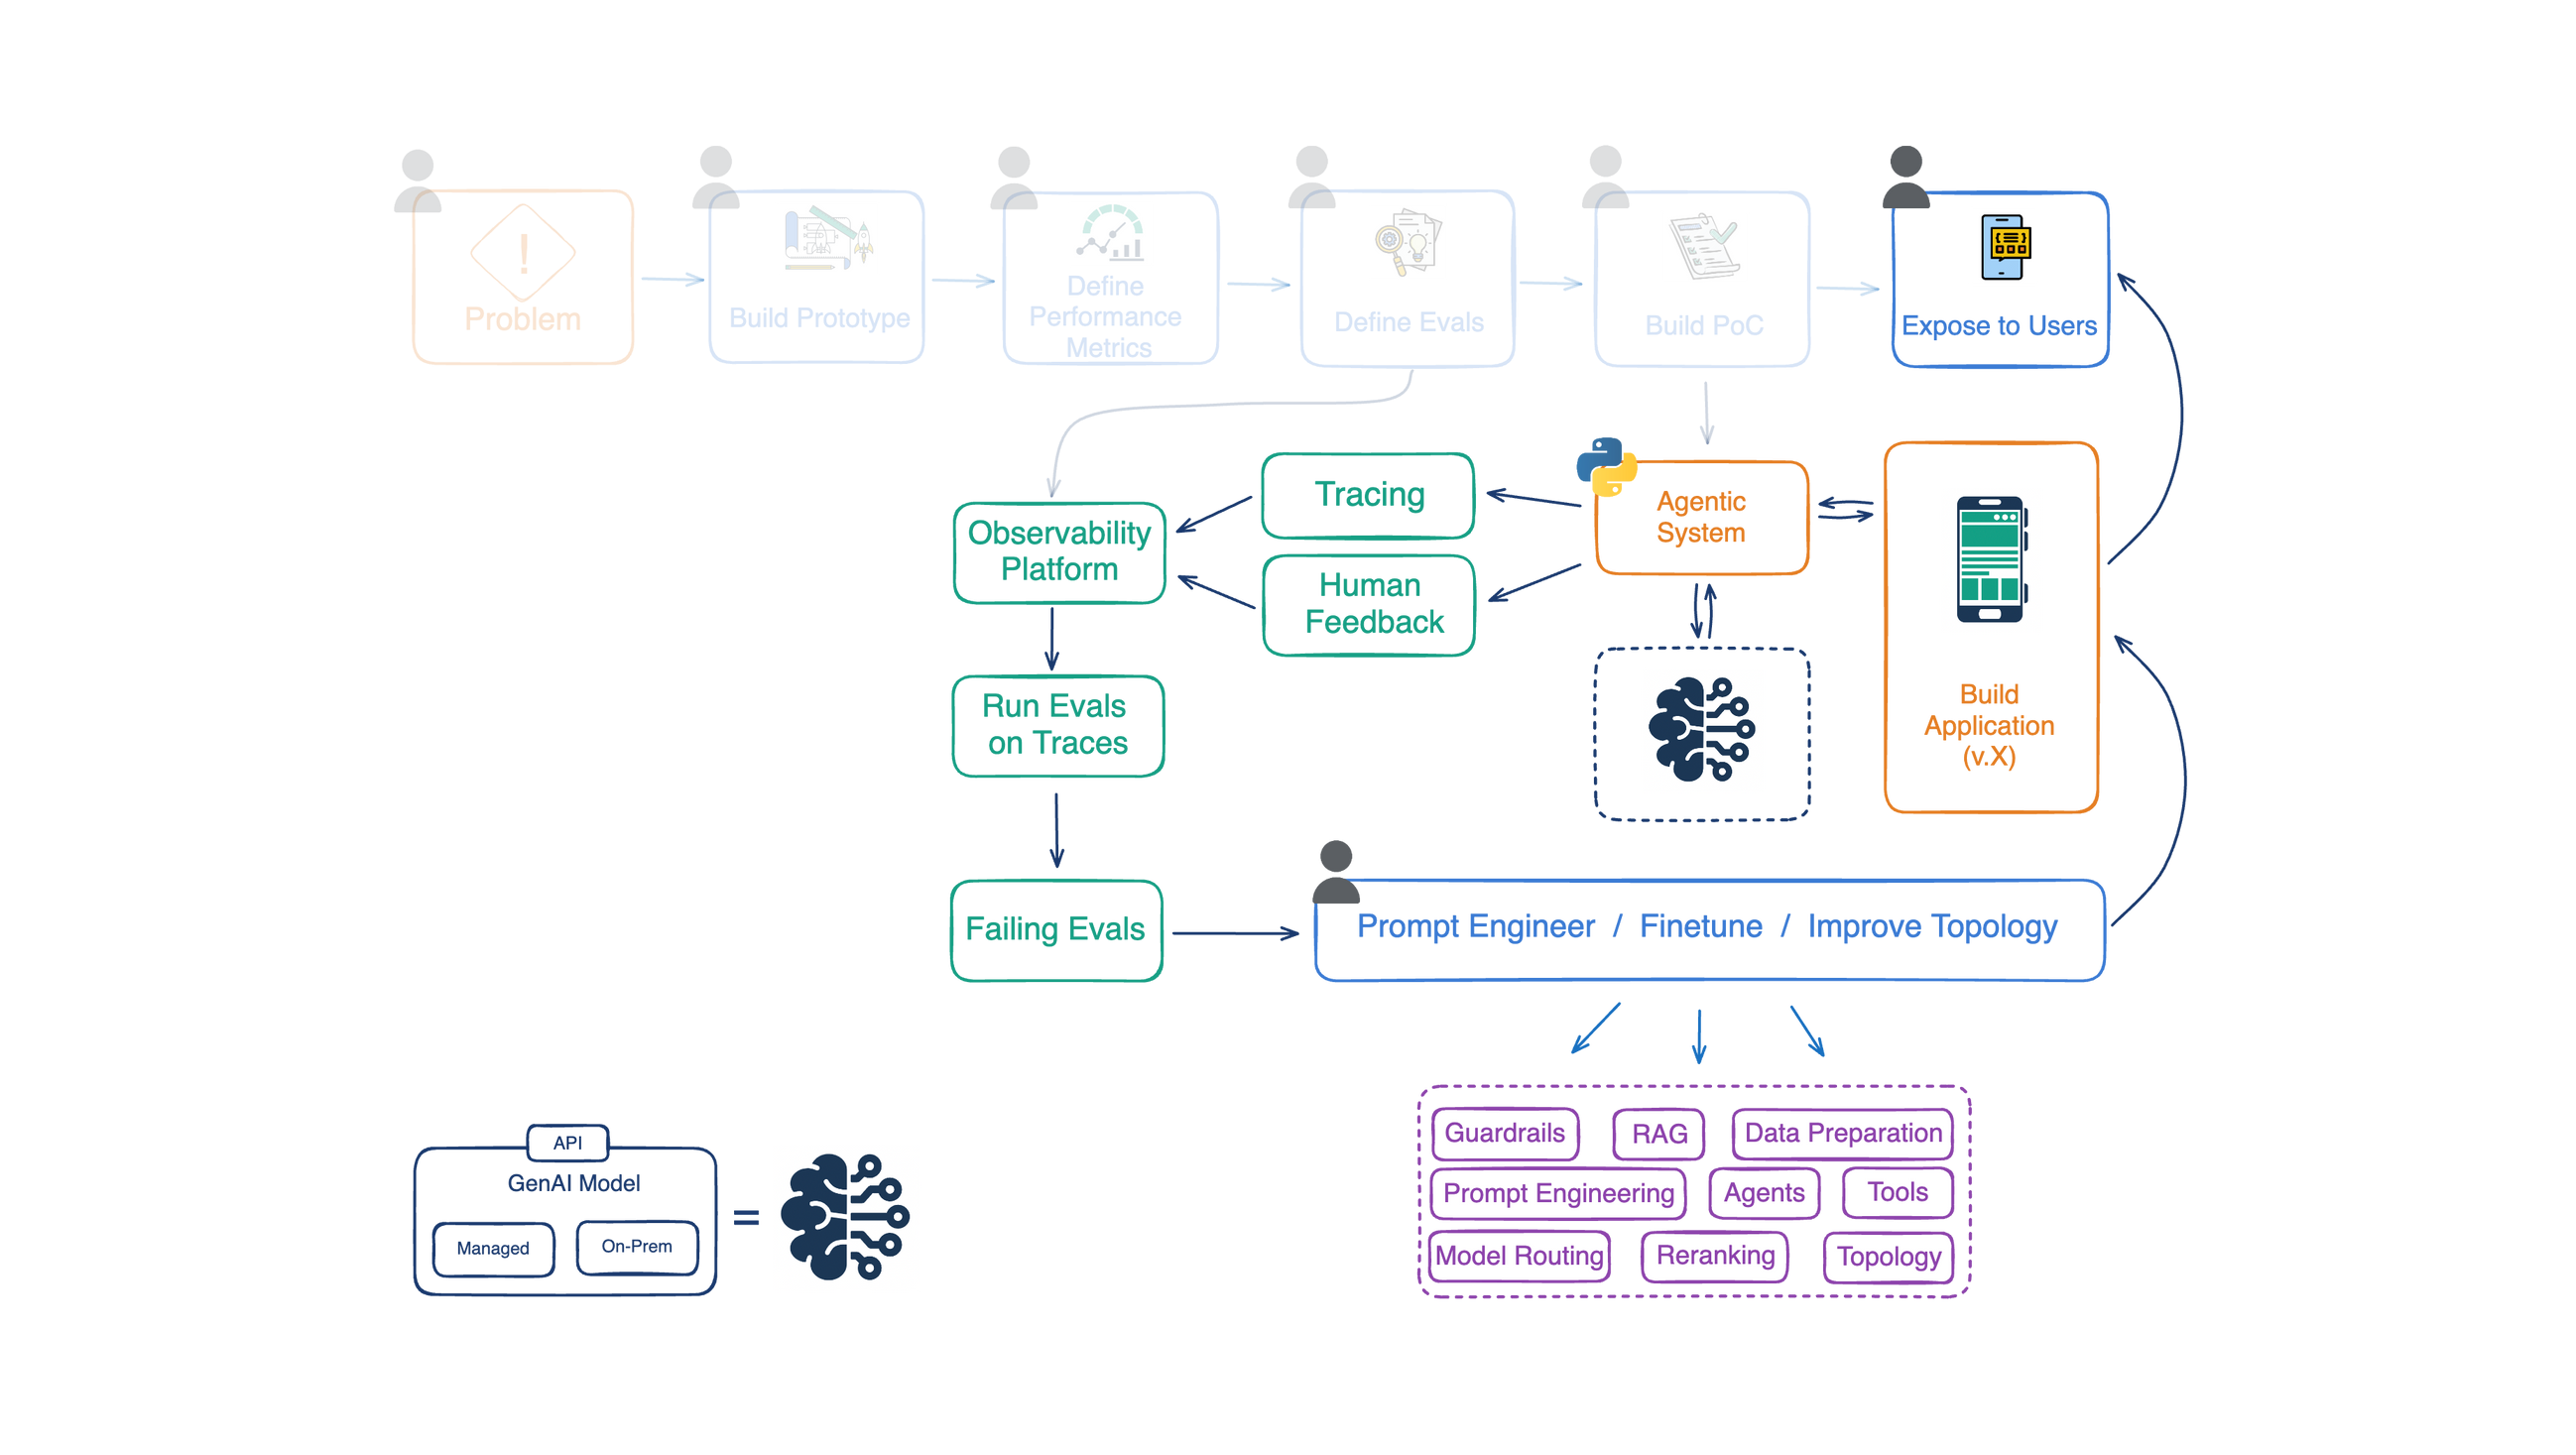 !
Problem
Build Prototype
Define
Performance
Metrics
Define Evals
Build PoC
Expose to Users
Observability
Platform
Tracing
Human
Feedback
Agentic
System
Build
Application
(v.X)
Run Evals
on Traces
Failing Evals
Prompt Engineer / Finetune / Improve Topology
Guardrails
RAG
Data Preparation
Prompt Engineering
Agents
Tools
Model Routing
Reranking
Topology
API
GenAI Model
Managed
On-Prem
=